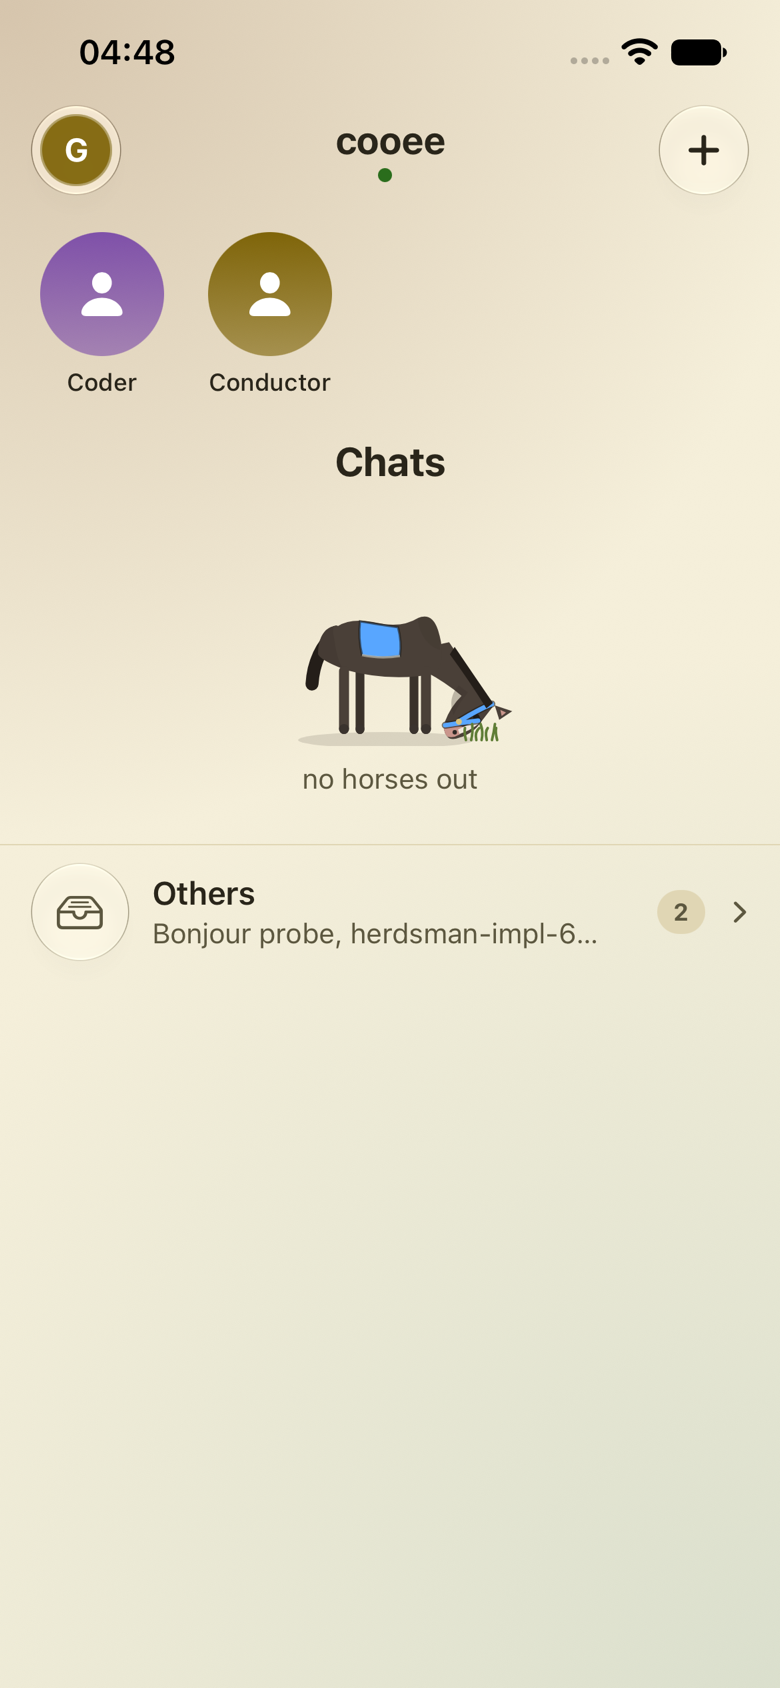 04:48
G
cooee
Coder
Conductor
Chats
no horses out
Others
2
Bonjour probe, herdsman-impl-6...